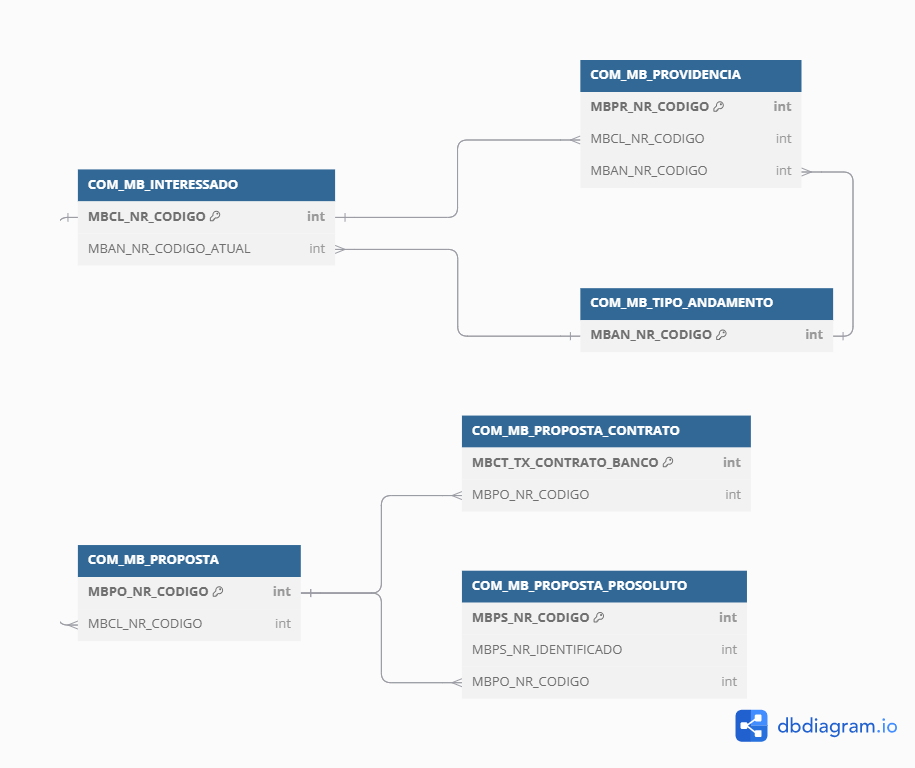 COM_MB_PROVIDENCIA
MBPR_NR_CODIGO int
MBCL_NR_CODIGO int
MBAN_NR_CODIGO int
COM_MB_INTERESSADO
MBCL_NR_CODIGO int
MBAN_NR_CODIGO_ATUAL int
COM_MB_TIPO_ANDAMENTO
MBAN_NR_CODIGO int
COM_MB_PROPOSTA_CONTRATO
MBCT_TX_CONTRATO_BANCO int
MBPO_NR_CODIGO int
COM_MB_PROPOSTA
MBPO_NR_CODIGO int
MBCL_NR_CODIGO int
COM_MB_PROPOSTA_PROSOLUTO
MBPS_NR_CODIGO int
MBPS_NR_IDENTIFICADO int
MBPO_NR_CODIGO int
dbdiagram.io